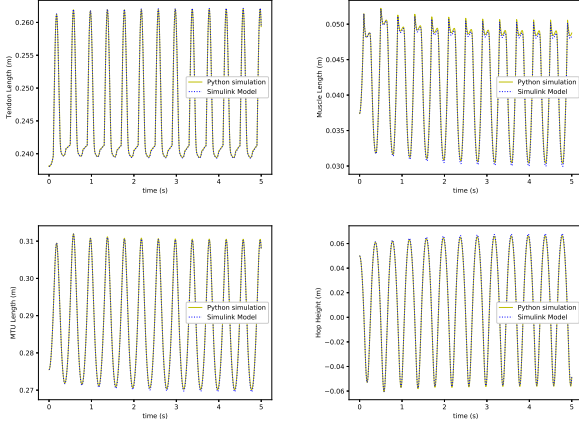 0.260
0.255
0.250
0.245
0.240
Tendon Length (m)
Python simulation
Simulink Model
0 1 2 3 4 5
time (s)
0.050
0.045
0.040
0.035
0.030
Muscle Length (m)
Python simulation
Simulink Model
0 1 2 3 4 5
time (s)
0.31
0.30
0.29
0.28
0.27
MTU Length (m)
Python simulation
Simulink Model
0 1 2 3 4 5
time (s)
0.06
0.04
0.02
0.00
−0.02
−0.04
−0.06
Hop Height (m)
Python simulation
Simulink Model
0 1 2 3 4 5
time (s)